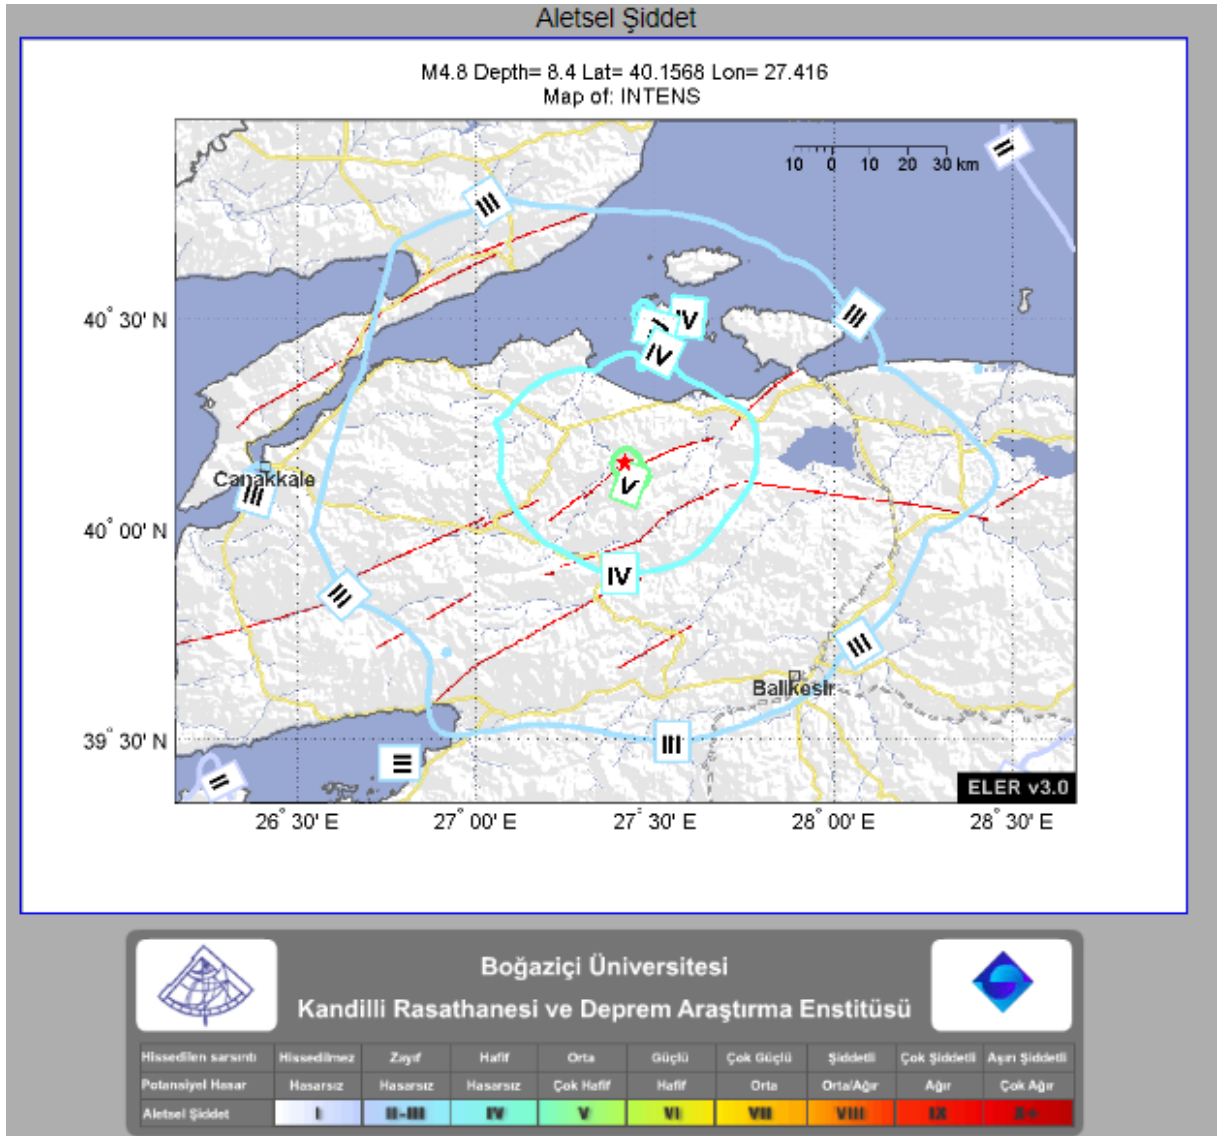 Aletsel Şiddet
M4.8 Depth= 8.4 Lat= 40.1568 Lon= 27.416
Map of: INTENS
II
10 0 10 20 30 km
III
40° 30' N
IV
III
IV
Canakkale
III
V
40° 00' N
IV
III
III
Balikesir
39° 30' N
III
III
II
ELER v3.0
26° 30' E 27° 00' E 27° 30' E 28° 00' E 28° 30' E
Boğaziçi Üniversitesi
Kandilli Rasathanesi ve Deprem Araştırma Enstitüsü
Hissedilen sarsıntı Hissedilmez Zayıf Hafif Orta Güçlü Çok Güçlü Şiddetli Çok Şiddetli Aşırı Şiddetli
Potansiyel Hasar Hasarsız Hasarsız Hasarsız Çok Hafif Hafif Orta Orta/Ağır Ağır Çok Ağır
Aletsel Şiddet I II-III IV V VI VII VIII IX X+